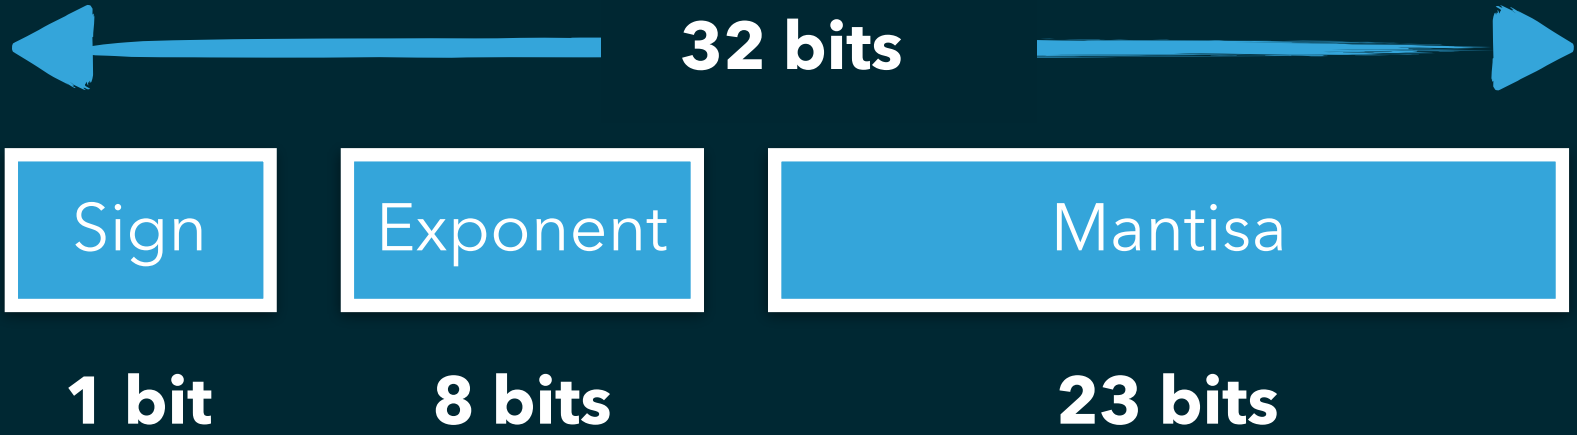 32 bits
Sign Exponent Mantisa
1 bit 8 bits 23 bits